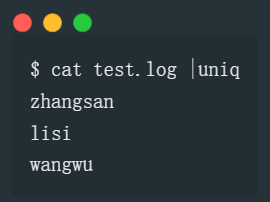 $ cat test.log |uniq
zhangsan
lisi
wangwu